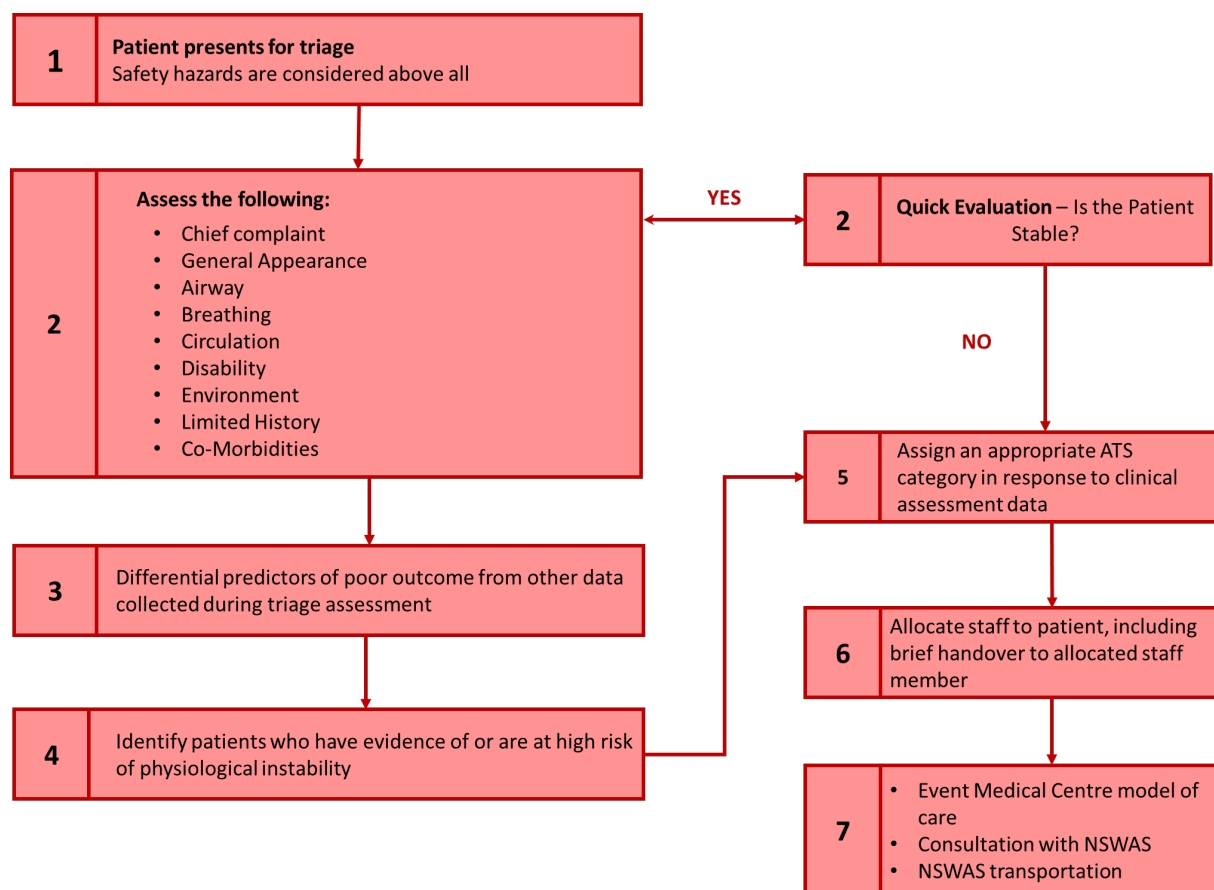 1
Patient presents for triage
Safety hazards are considered above all
2
Assess the following:
• Chief complaint
• General Appearance
• Airway
• Breathing
• Circulation
• Disability
• Environment
• Limited History
• Co-Morbidities
YES
2
Quick Evaluation – Is the Patient
Stable?
NO
3
Differential predictors of poor outcome from other data
collected during triage assessment
4
Identify patients who have evidence of or are at high risk
of physiological instability
5
Assign an appropriate ATS
category in response to clinical
assessment data
6
Allocate staff to patient, including
brief handover to allocated staff
member
7
• Event Medical Centre model of
care
• Consultation with NSWAS
• NSWAS transportation